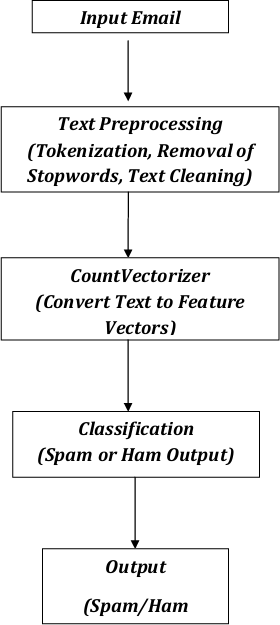 Input Email
Text Preprocessing
(Tokenization, Removal of
Stopwords, Text Cleaning)
CountVectorizer
(Convert Text to Feature
Vectors)
Classification
(Spam or Ham Output)
Output
(Spam/Ham